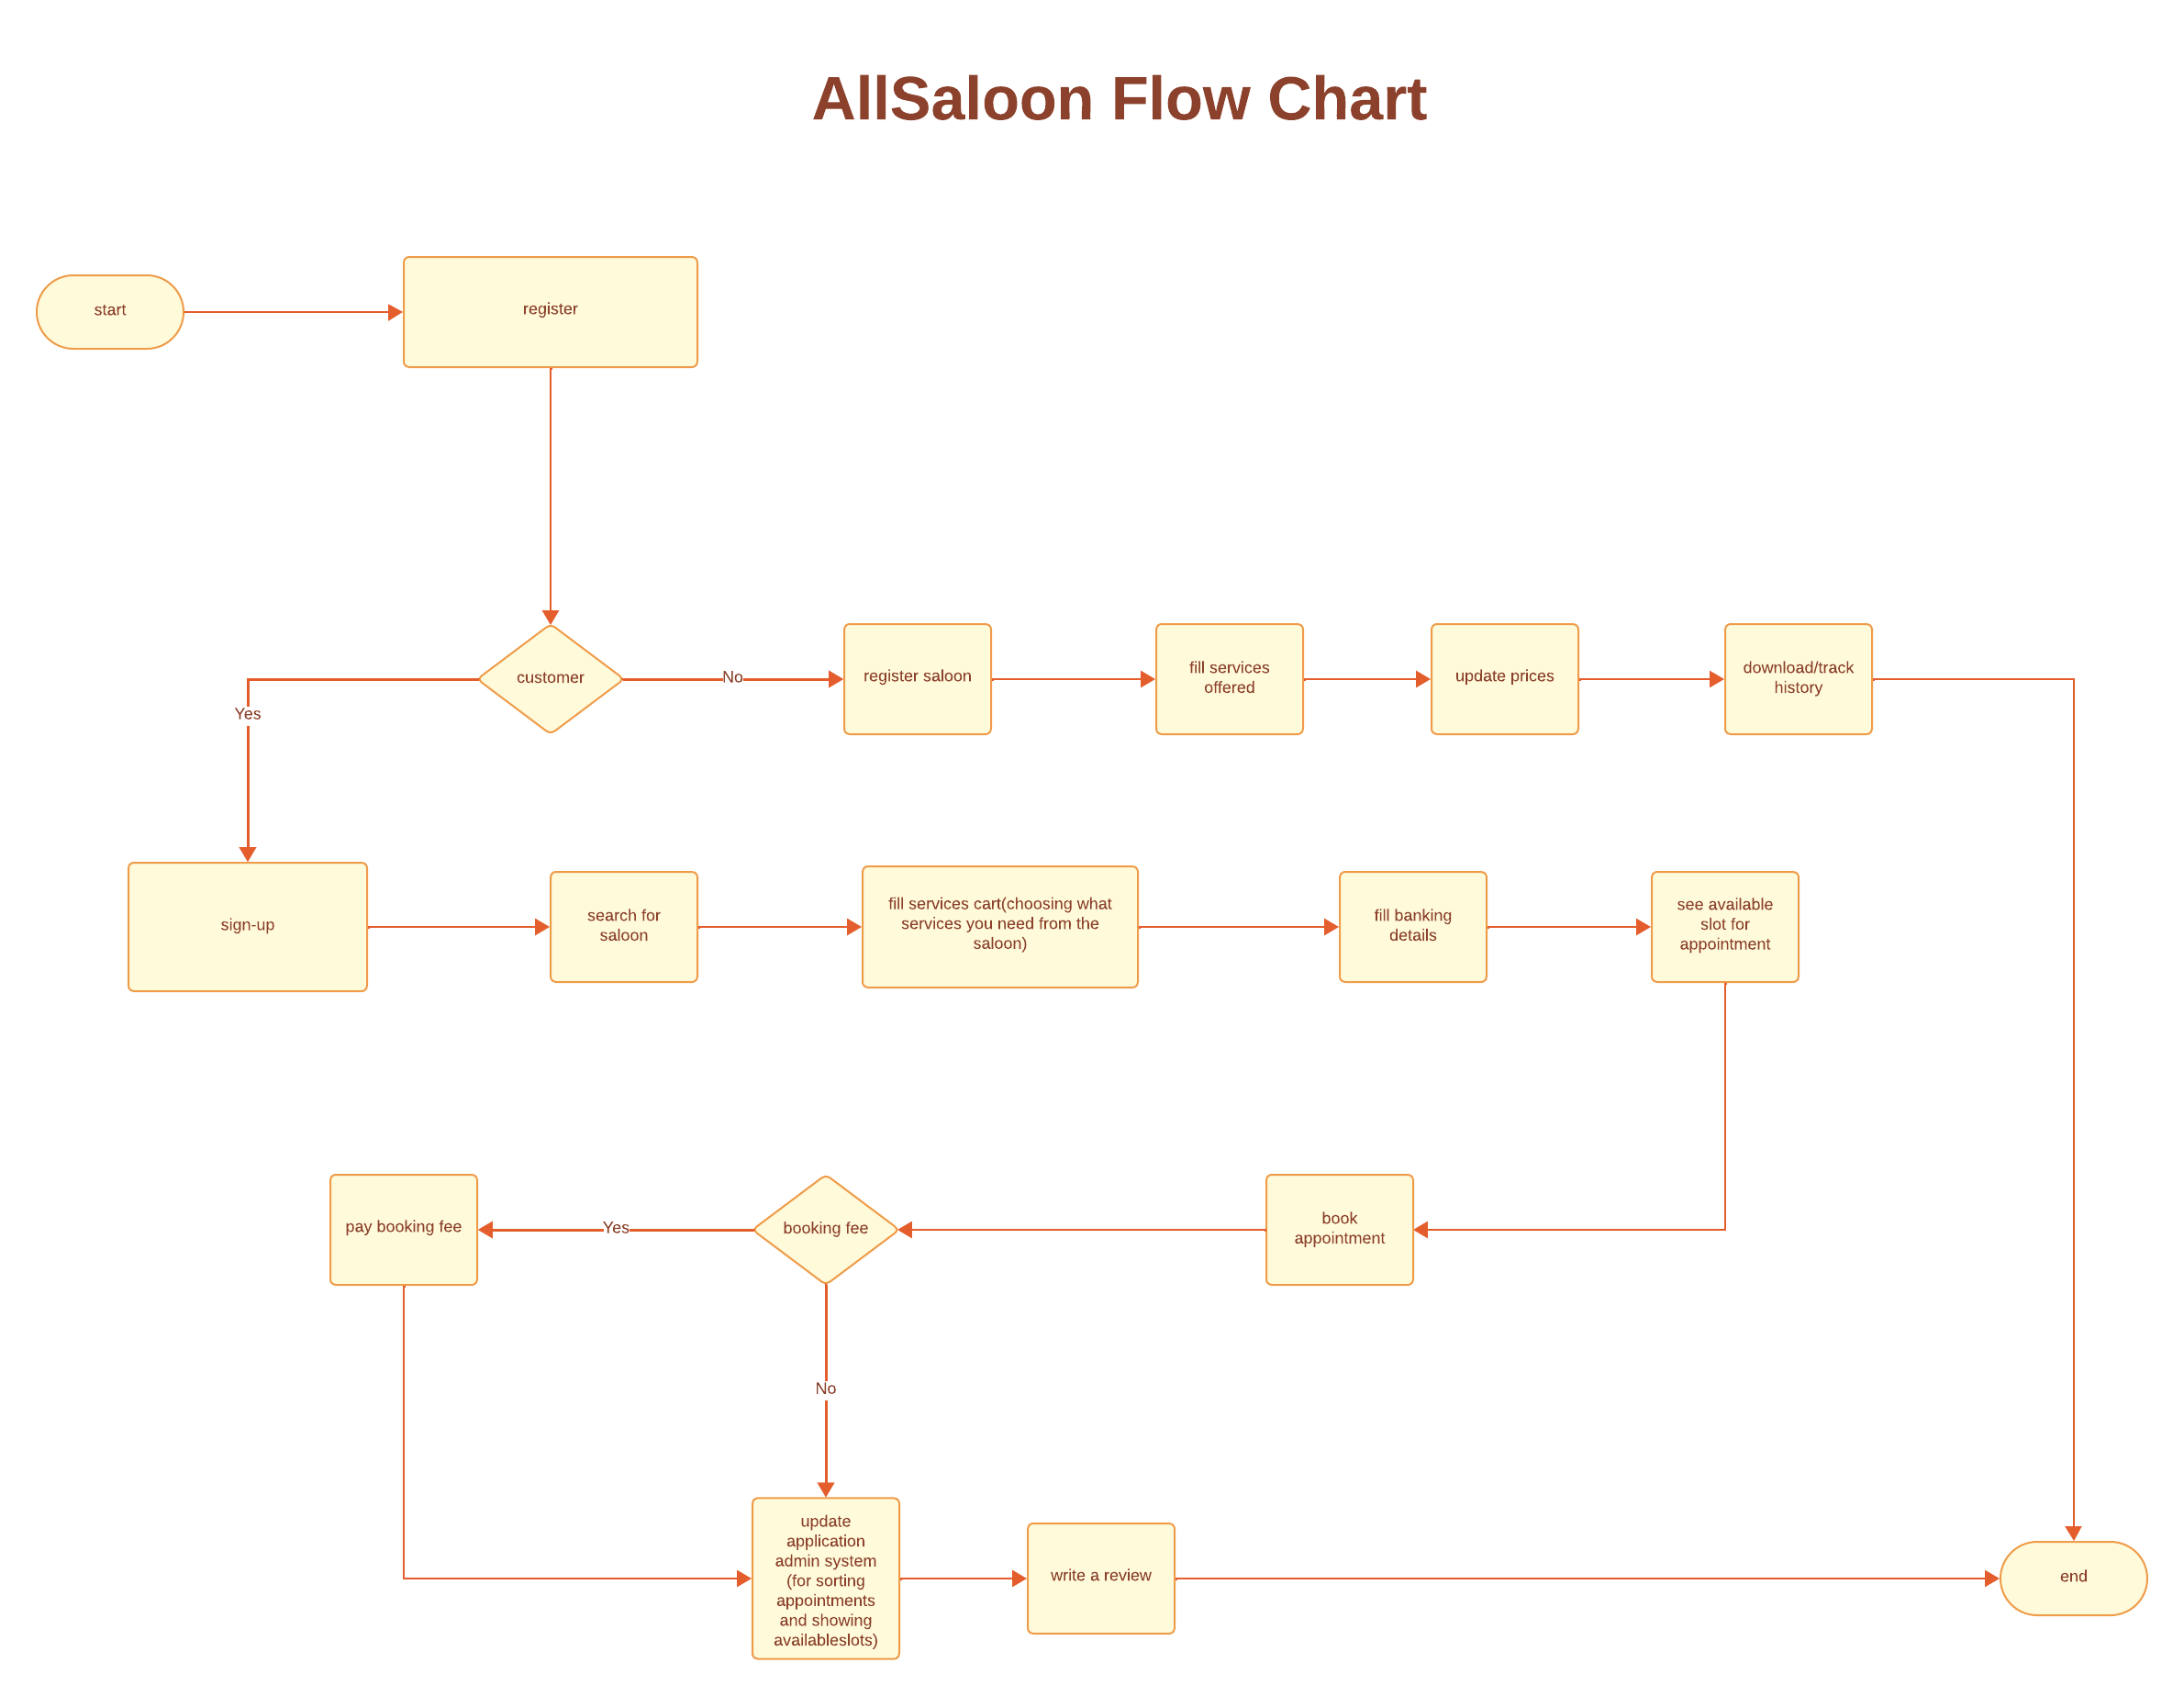 AllSaloon Flow Chart
start
register
customer
No
register saloon
fill services
offered
update prices
download/track
history
Yes
sign-up
search for
saloon
fill services cart(choosing what
services you need from the
saloon)
fill banking
details
see available
slot for
appointment
pay booking fee
Yes
booking fee
book
appointment
No
update
application
admin system
(for sorting
appointments
and showing
availableslots)
write a review
end